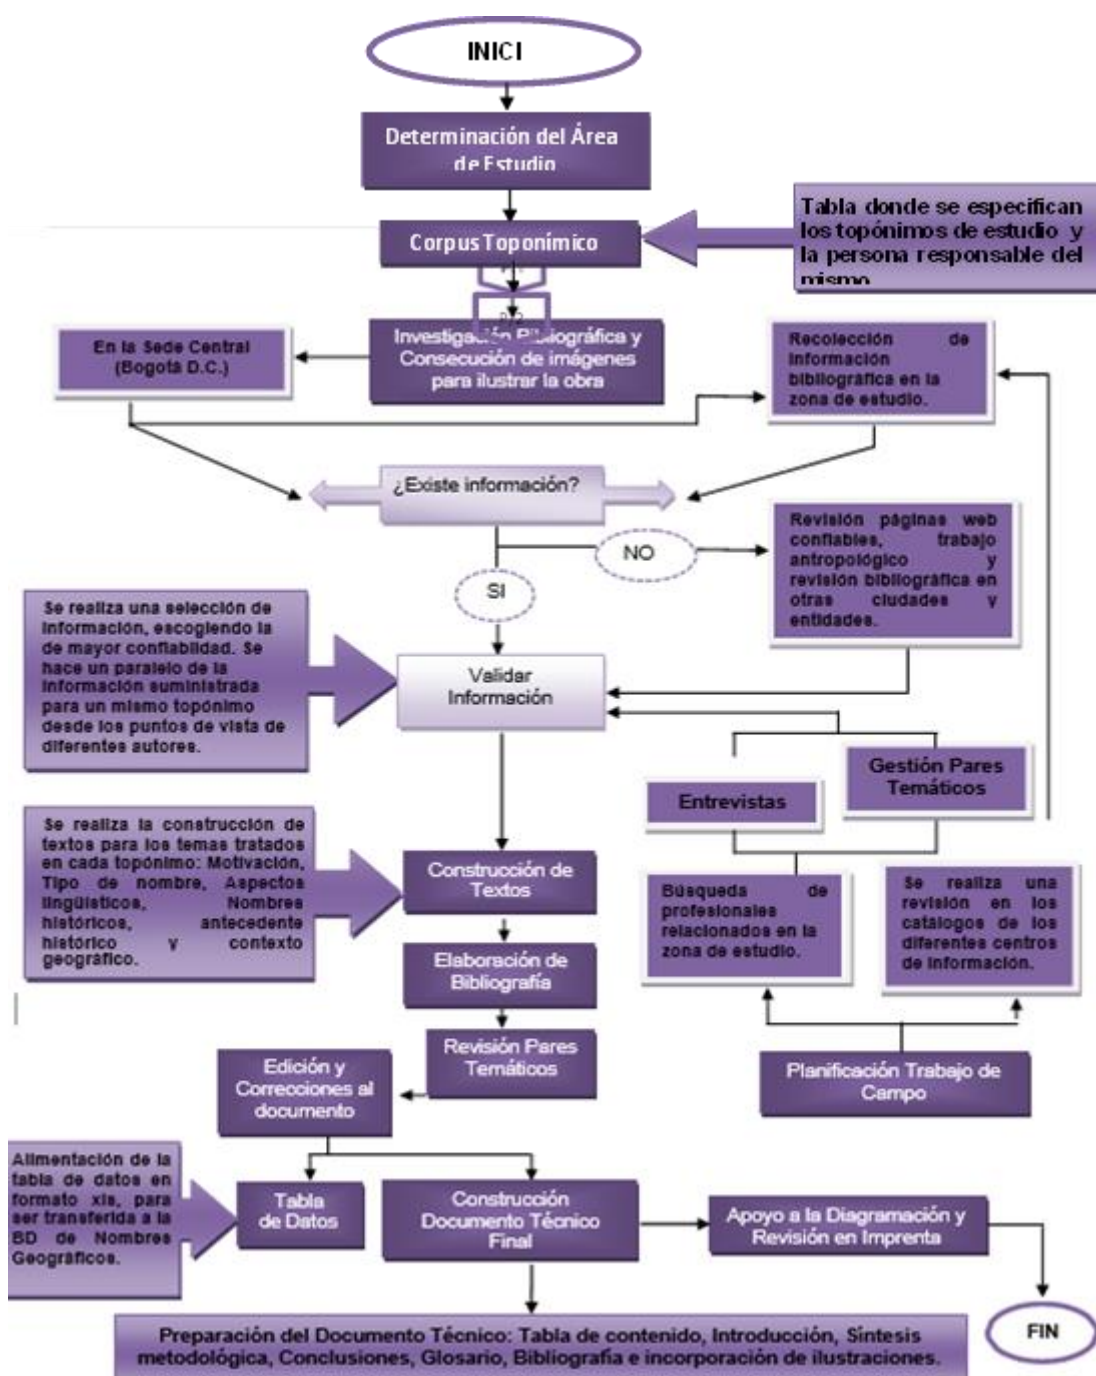 INICI
Determinación del Área
de Estudio
Corpus Toponímico
Tabla donde se especifican
los topónimos de estudio y
la persona responsable del
mismo
P/2
Investigación Bibliográfica y
Consecución de imágenes
para ilustrar la obra
En la Sede Central
(Bogotá D.C.)
Recolección de
Información
bibliográfica en la
zona de estudio.
¿Existe información?
NO
SI
Revisión páginas web
confiables, trabajo
antropológico y
revisión bibliográfica en
otras ciudades y
entidades.
Se realiza una selección de
Información, escogiendo la
de mayor confiabilidad. Se
hace un paralelo de la
Información suministrada
para un mismo topónimo
desde los puntos de vista de
diferentes autores.
Validar
Información
Gestión Pares
Temáticos
Entrevistas
Se realiza la construcción de
textos para los temas tratados
en cada topónimo: Motivación,
Tipo de nombre, Aspectos
lingüísticos, Nombres
históricos, antecedente
histórico y contexto
geográfico.
Construcción de
Textos
Búsqueda de
profesionales
relacionados en la
zona de estudio.
Se realiza una
revisión en los
catálogos de los
diferentes centros
de Información.
Elaboración de
Bibliografía
Revisión Pares
Temáticos
Edición y
Correcciones al
documento
Planificación Trabajo de
Campo
Alimentación de la
tabla de datos en
formato xls, para
ser transferida a la
BD de Nombres
Geográficos.
Tabla
de Datos
Construcción
Documento Técnico
Final
Apoyo a la Diagramación y
Revisión en Imprenta
FIN
Preparación del Documento Técnico: Tabla de contenido, Introducción, Síntesis
metodológica, Conclusiones, Glosario, Bibliografía e incorporación de ilustraciones.